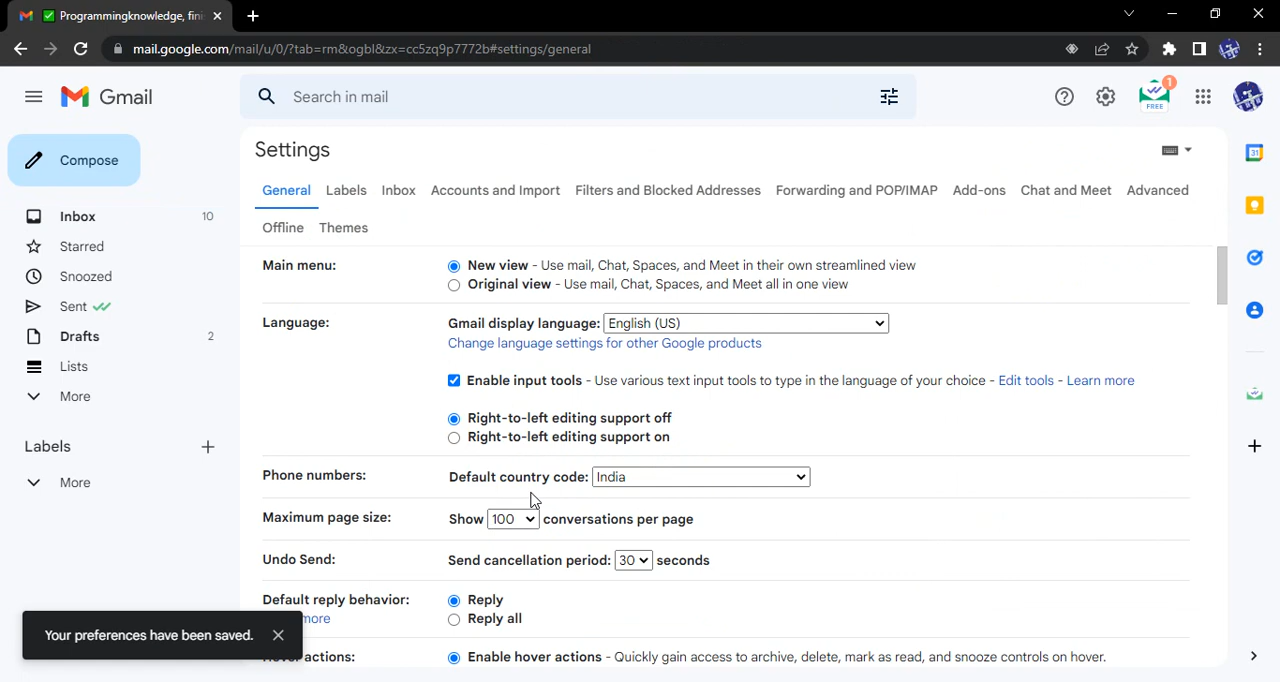 Programmingknowledge, fini
mail.google.com/mail/u/0/?tab=rm&ogbl&zx=cc5zq9p7772b#settings/general
Gmail
Search in mail
1
FREE
Compose
Inbox 10
Starred
Snoozed
Sent
Drafts 2
Lists
More
Labels
More
Settings
General Labels Inbox Accounts and Import Filters and Blocked Addresses Forwarding and POP/IMAP Add-ons Chat and Meet Advanced
Offline Themes
Main menu: New view - Use mail, Chat, Spaces, and Meet in their own streamlined view
Original view - Use mail, Chat, Spaces, and Meet all in one view
Language: Gmail display language: English (US)
Change language settings for other Google products
Enable input tools - Use various text input tools to type in the language of your choice - Edit tools - Learn more
Right-to-left editing support off
Right-to-left editing support on
Phone numbers: Default country code: India
Maximum page size: Show 100 conversations per page
Undo Send: Send cancellation period: 30 seconds
Default reply behavior: Reply
more Reply all
actions: Enable hover actions - Quickly gain access to archive, delete, mark as read, and snooze controls on hover.
Your preferences have been saved.
31